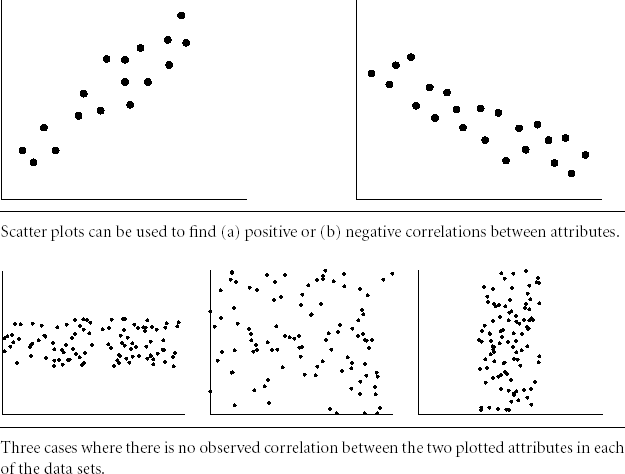 Scatter plots can be used to find (a) positive or (b) negative correlations between attributes.
Three cases where there is no observed correlation between the two plotted attributes in each
of the data sets.